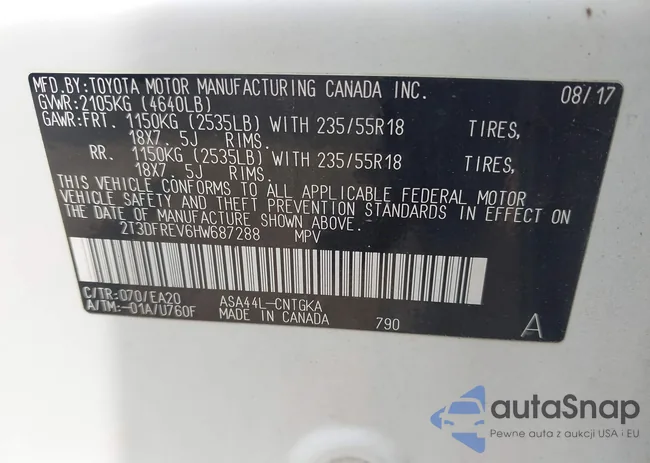 MFD.BY:TOYOTA MOTOR MANUFACTURING CANADA INC. 08/17
GVWR:2105KG (4640LB)
GAWR:FRT. 1150KG (2535LB) WITH 235/55R18 TIRES,
18X7. 5J RIMS.
RR. 1150KG (2535LB) WITH 235/55R18 TIRES,
18X7. 5J RIMS.
THIS VEHICLE CONFORMS TO ALL APPLICABLE FEDERAL MOTOR
VEHICLE SAFETY AND THEFT PREVENTION STANDARDS IN EFFECT ON
THE DATE OF MANUFACTURE SHOWN ABOVE.
2T3DFREV6HW687288 MPV
C/TR:070/EA20 ASA44L-CNTGKA
A/TM:-01A/U760F MADE IN CANADA 790 A
autaSnap
Pewne auta z aukcji USA i EU